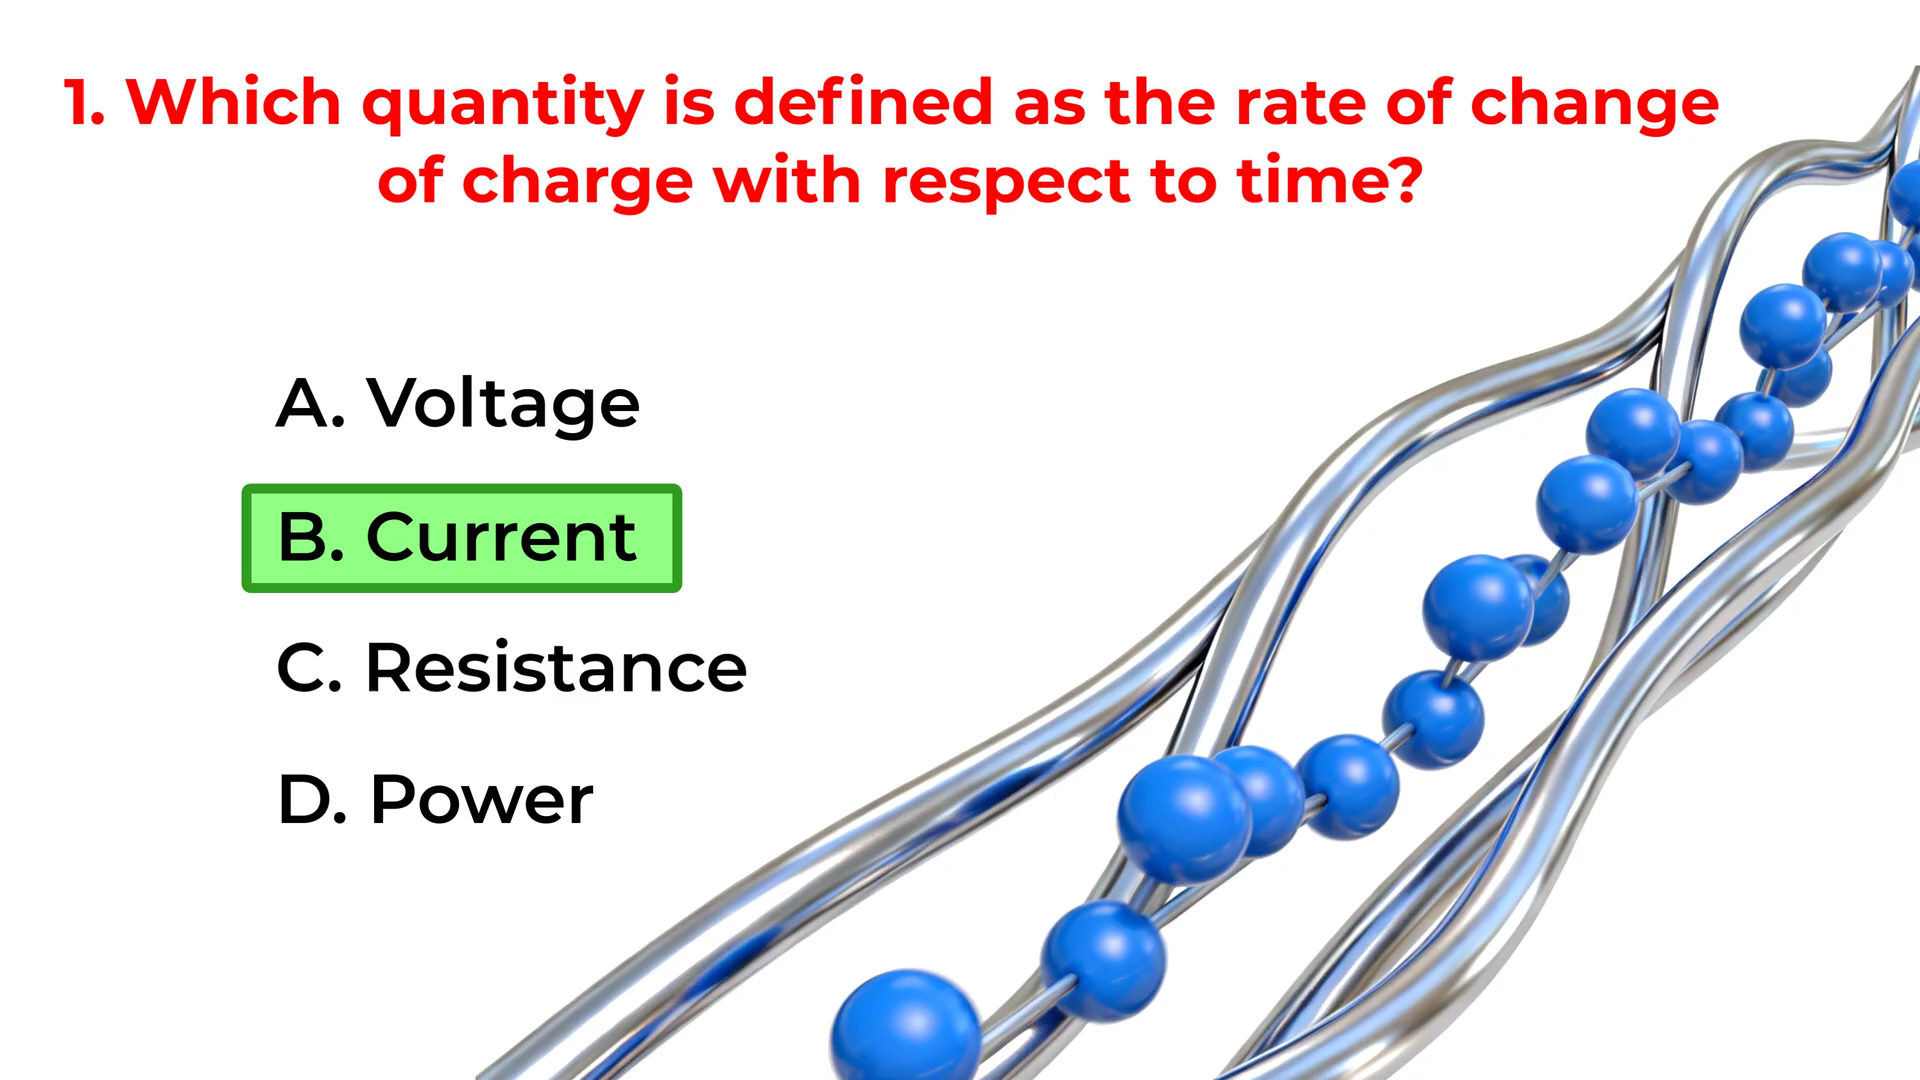 1. Which quantity is defined as the rate of change
of charge with respect to time?
A. Voltage
B. Current
C. Resistance
D. Power